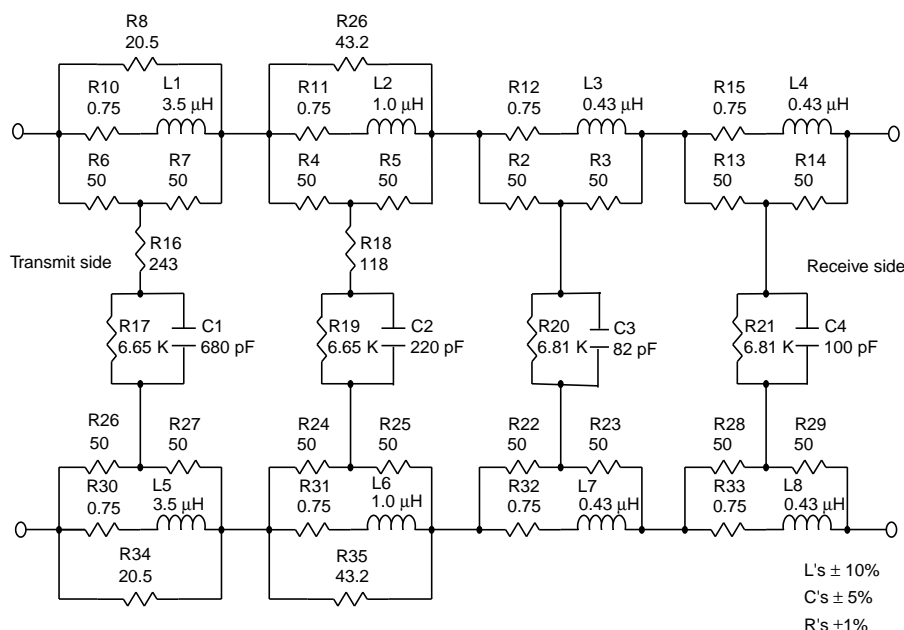 R8
20.5
R26
43.2
R10
0.75
L1
3.5 μH
R11
0.75
L2
1.0 μH
R12
0.75
L3
0.43 μH
R15
0.75
L4
0.43 μH
R6
50
R7
50
R4
50
R5
50
R2
50
R3
50
R13
50
R14
50
Transmit side
R16
243
R18
118
Receive side
R17
6.65 K
C1
680 pF
R19
6.65 K
C2
220 pF
R20
6.81 K
C3
82 pF
R21
6.81 K
C4
100 pF
R26
50
R27
50
R24
50
R25
50
R22
50
R23
50
R28
50
R29
50
R30
0.75
L5
3.5 μH
R31
0.75
L6
1.0 μH
R32
0.75
L7
0.43 μH
R33
0.75
L8
0.43 μH
R34
20.5
R35
43.2
L's ± 10%
C's ± 5%
R's ±1%